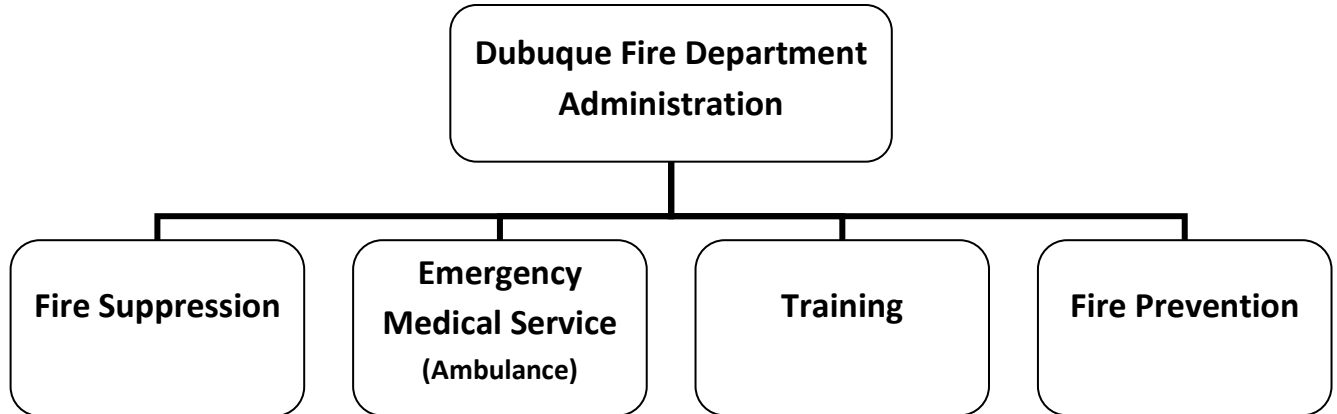 Dubuque Fire Department
Administration
Fire Suppression
Emergency
Medical Service
(Ambulance)
Training
Fire Prevention